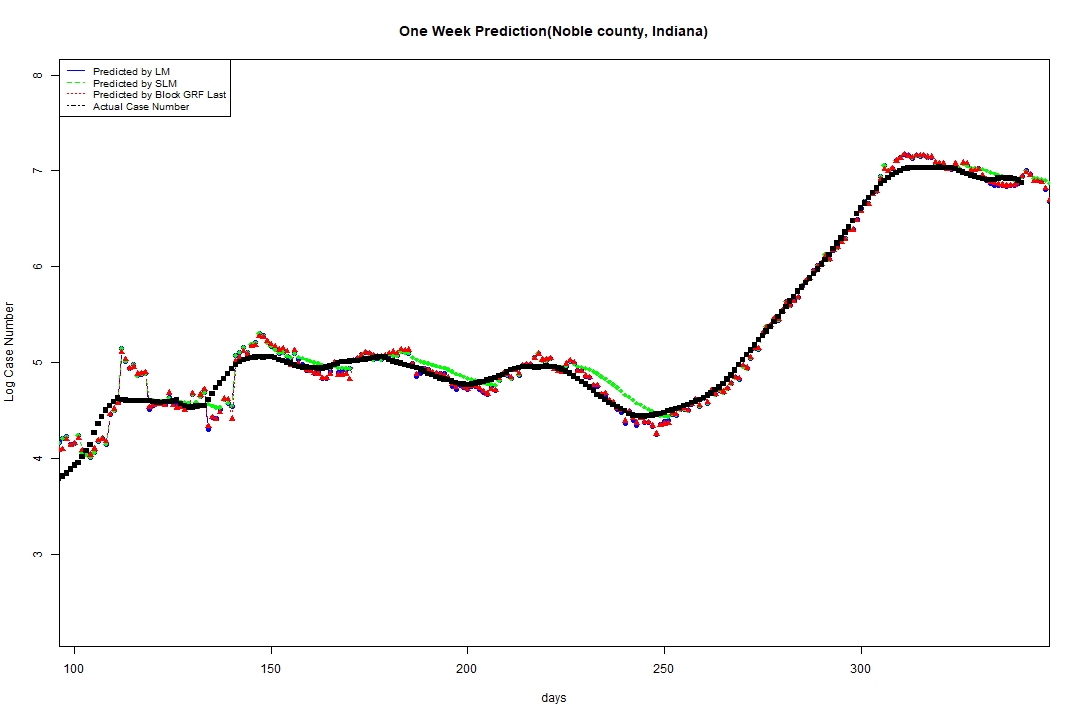 One Week Prediction(Noble county, Indiana)
Predicted by LM
Predicted by SLM
Predicted by Block GRF Last
Actual Case Number
8
7
6
5
4
3
Log Case Number
100 150 200 250 300
days